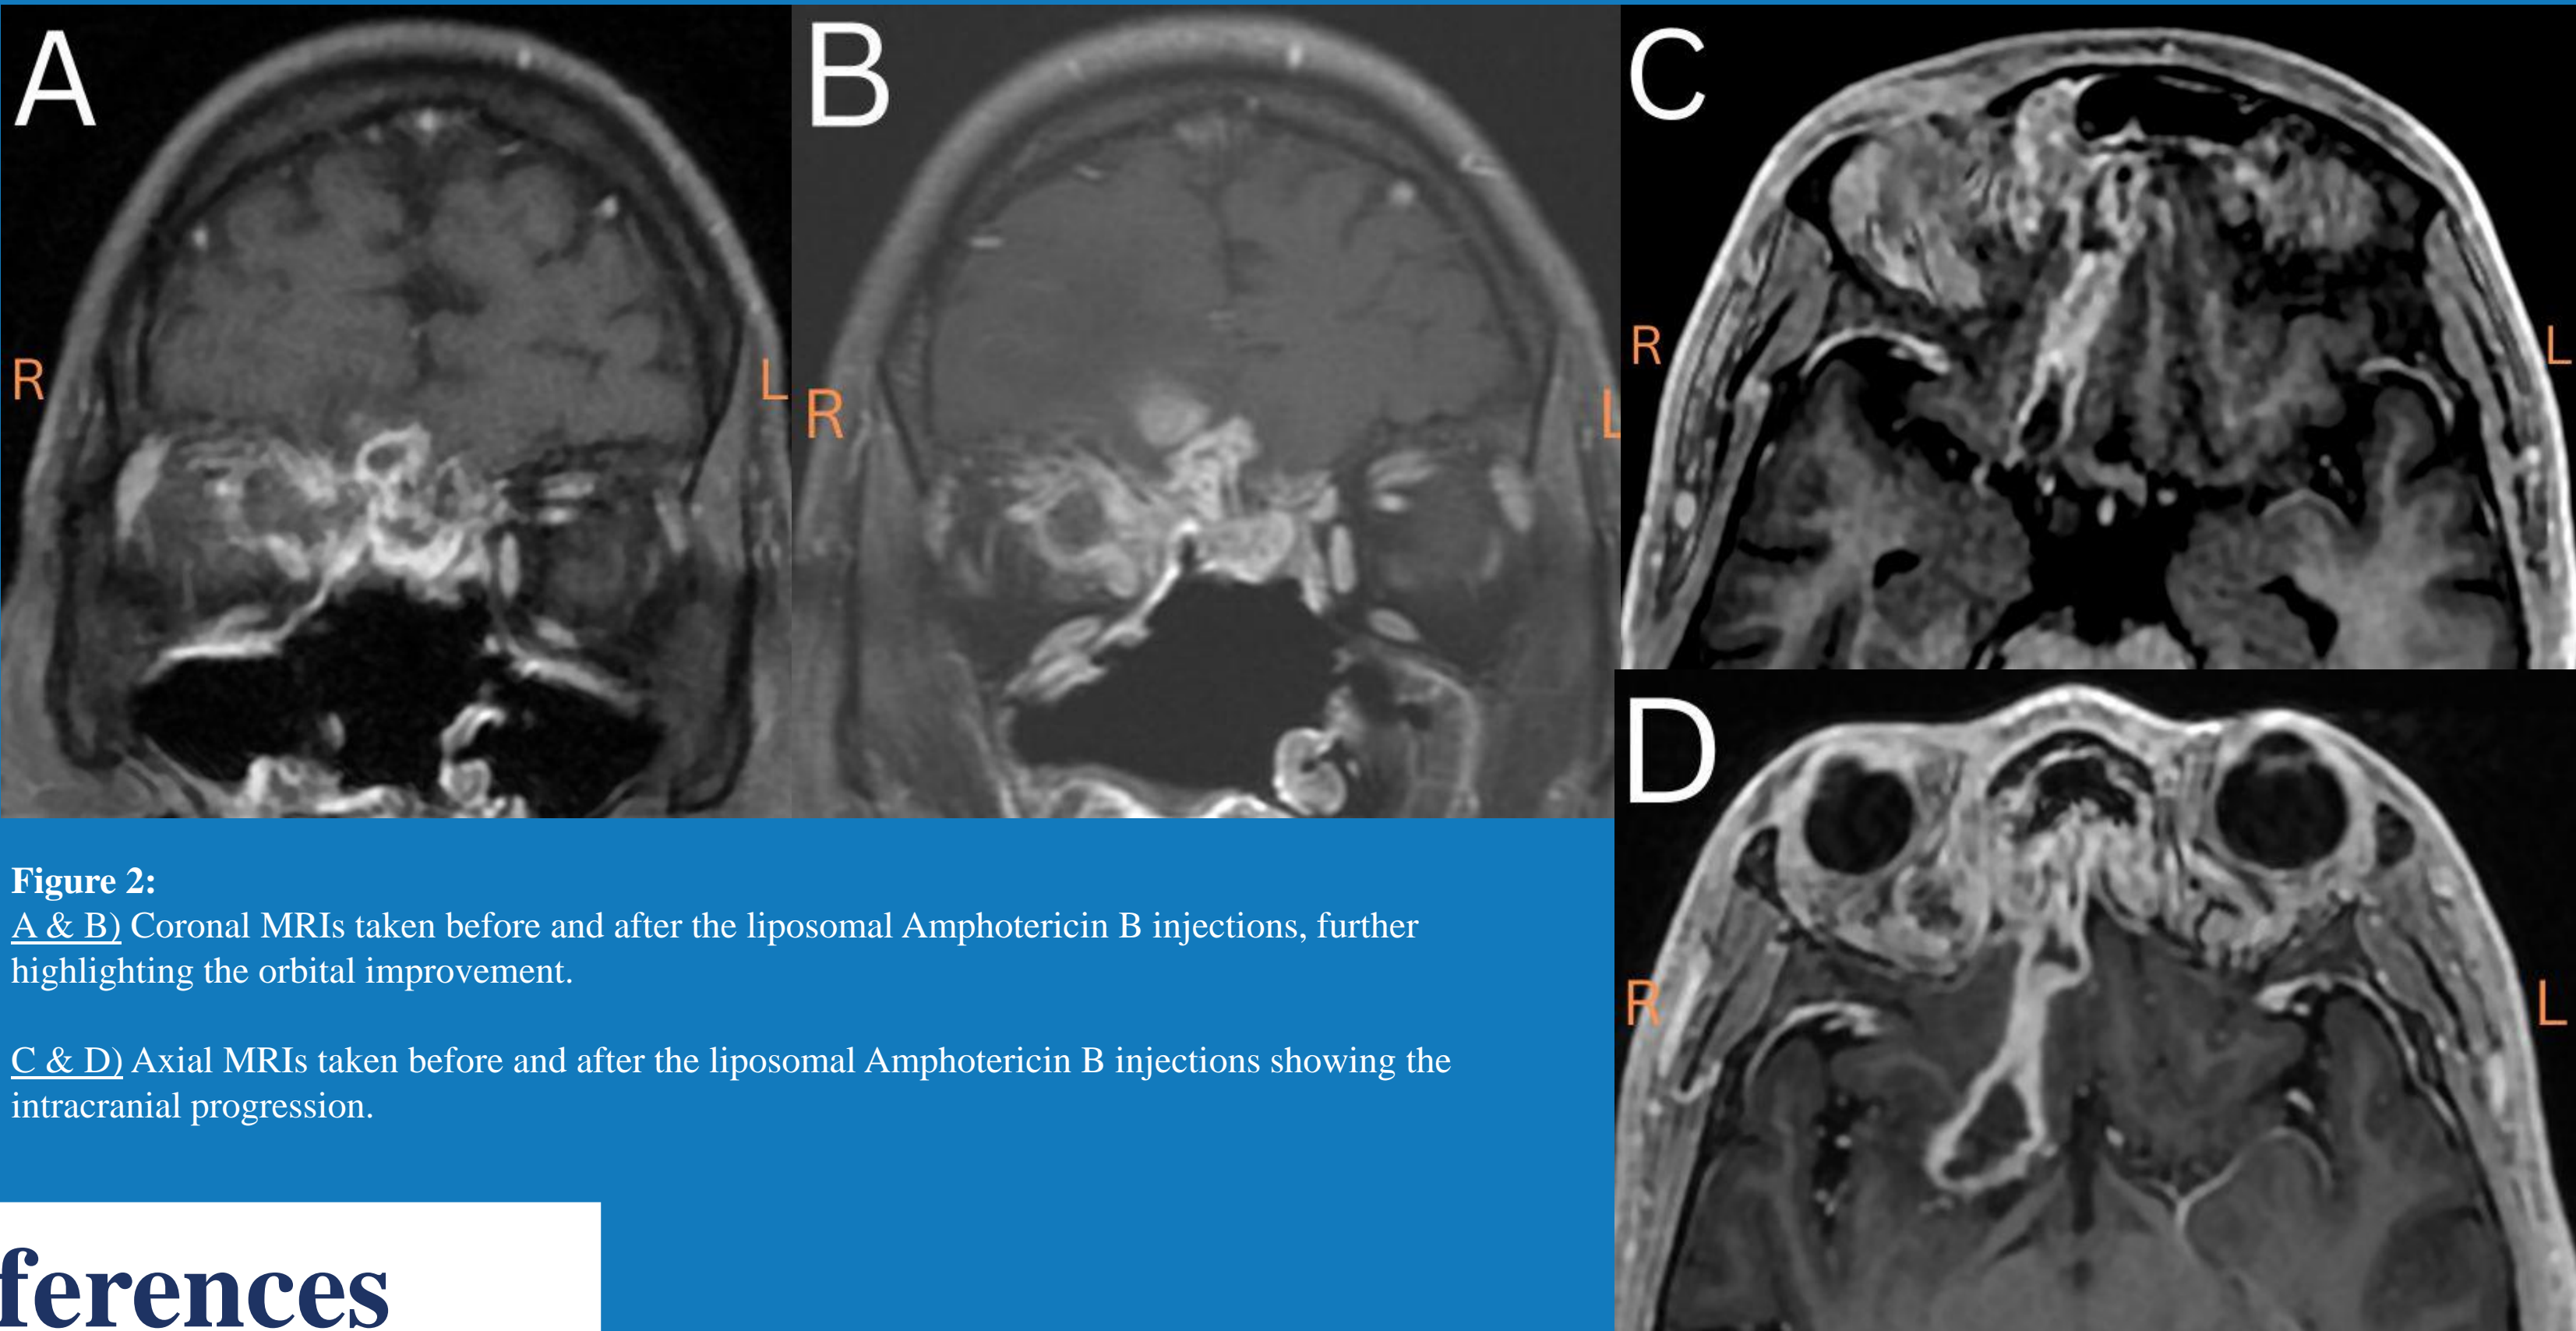 A
B
C
R
L
R
L
R
L
D
R
L
Figure 2:
A & B) Coronal MRIs taken before and after the liposomal Amphotericin B injections, further
highlighting the orbital improvement.
C & D) Axial MRIs taken before and after the liposomal Amphotericin B injections showing the
intracranial progression.
ferences